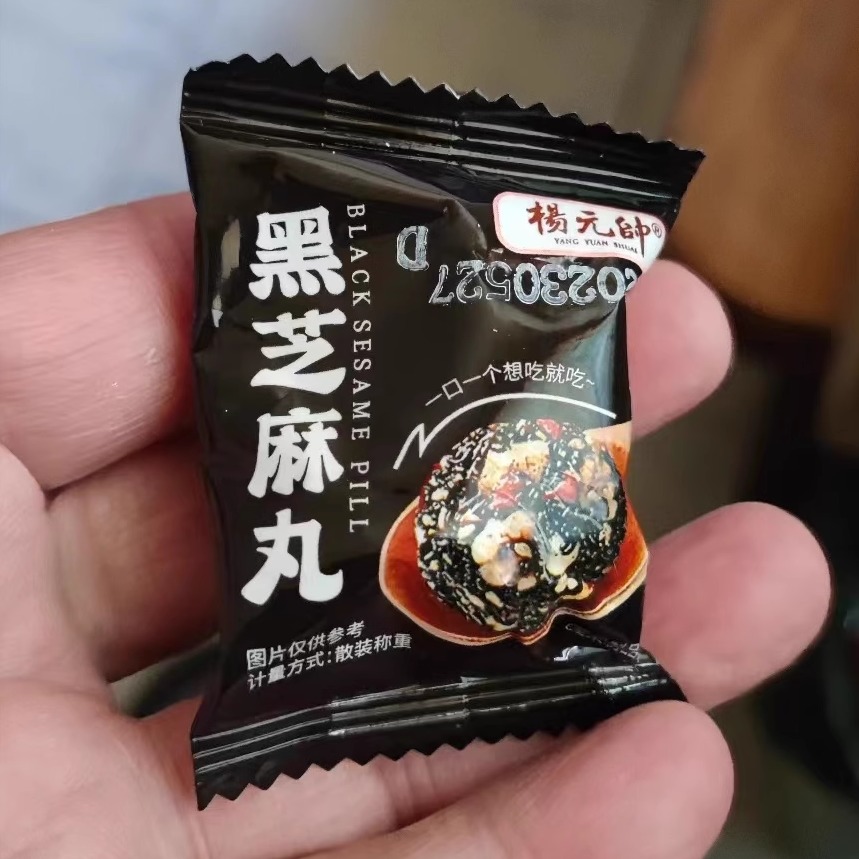 楊元帥®
YANG YUAN SHUAI
20230527
D
黑芝麻丸
BLACK SESAME PILL
一口一个想吃就吃~
图片仅供参考
计量方式:散装称重